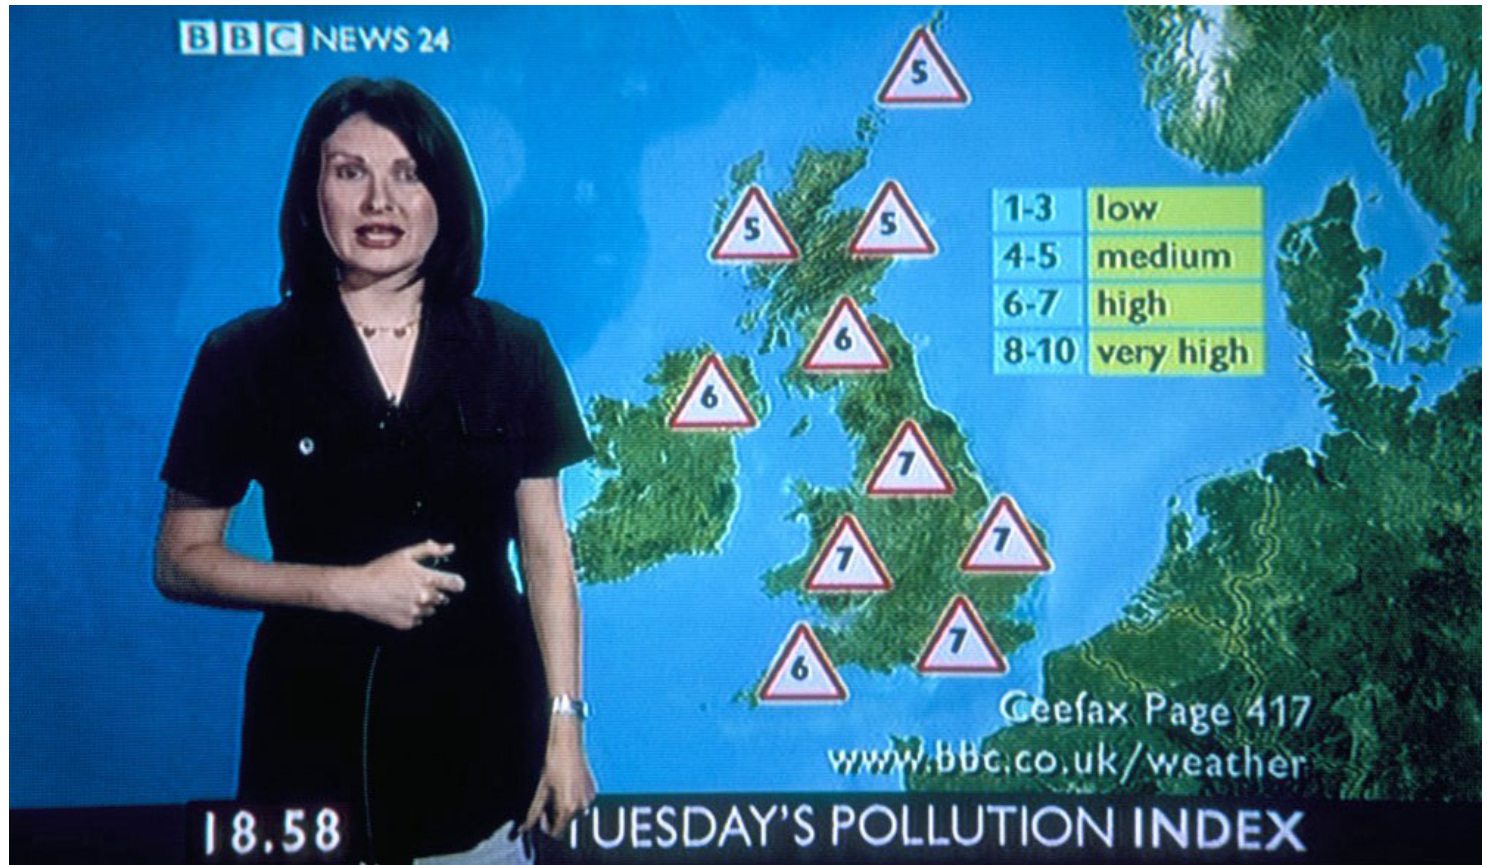 BBC NEWS 24
5
5
5
1-3 low
4-5 medium
6-7 high
8-10 very high
6
6
7
7
7
7
6
Ceefax Page 417
www.bbc.co.uk/weather
18.58
TUESDAY'S POLLUTION INDEX